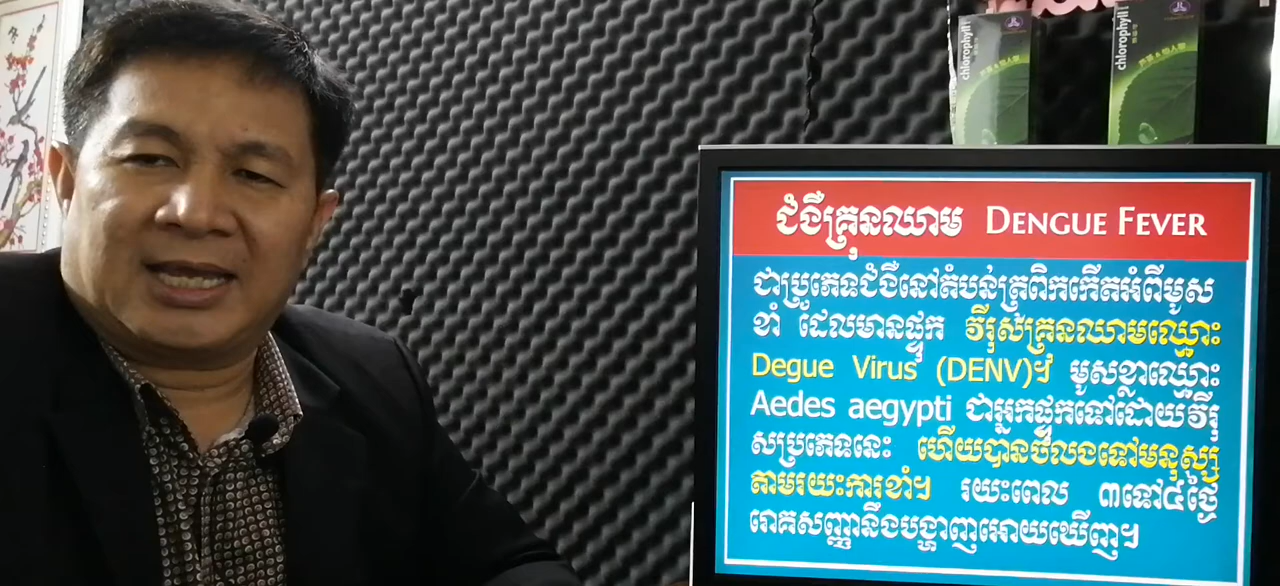 chlorophyll
chlorophyll
ជំងឺគ្រុនឈាម DENGUE FEVER
ជាប្រភេទជំងឺនៅតំបន់ត្រពិកកើតអំពីមូស
ខាំ ដែលមានផ្ទុក វីរុសគ្រុនឈាមឈ្មោះ
Degue Virus (DENV)។ មូសខ្លាឈ្មោះ
Aedes aegypti ជាអ្នកផ្ទុកទៅដោយវីរុ
សប្រភេទនេះ ហើយបានចំលងទៅមនុស្ស
តាមរយះការខាំ។ រយះពេល ៣ទៅ៤ថ្ងៃ
រោគសញ្ញានឹងបង្ហាញអោយឃើញ។